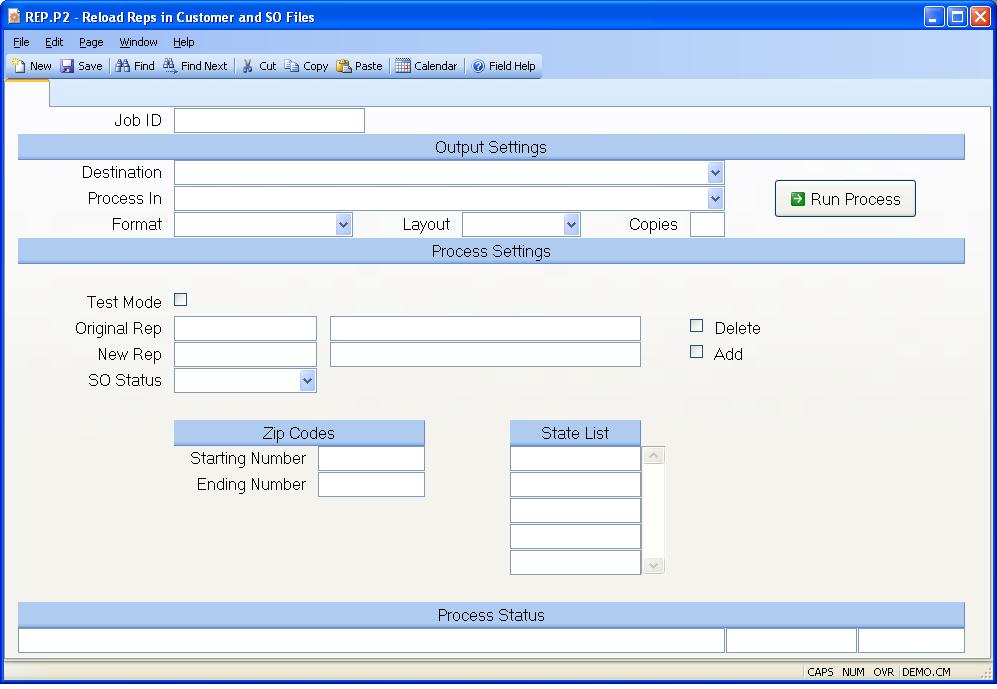 REP.P2 - Reload Reps in Customer and SO Files
File Edit Page Window Help
New Save Find Find Next Cut Copy Paste Calendar Field Help
Job ID
Output Settings
Destination
Process In
Run Process
Format Layout Copies
Process Settings
Test Mode
Original Rep Delete
New Rep Add
SO Status
Zip Codes State List
Starting Number
Ending Number
Process Status
CAPS NUM OVR DEMO.CM